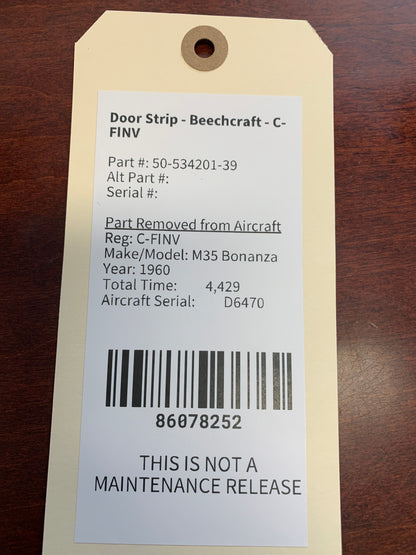 Door Strip - Beechcraft - C-
FINV
Part #: 50-534201-39
Alt Part #:
Serial #:
Part Removed from Aircraft
Reg: C-FINV
Make/Model: M35 Bonanza
Year: 1960
Total Time: 4,429
Aircraft Serial: D6470
86078252
THIS IS NOT A
MAINTENANCE RELEASE